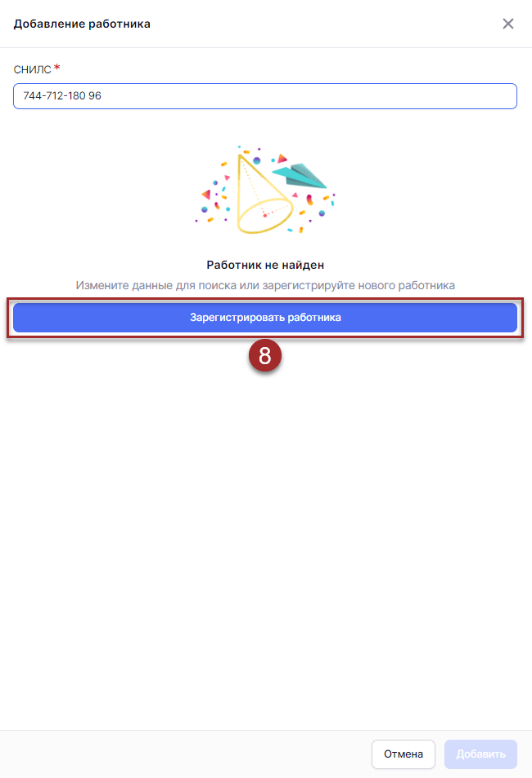 Добавление работника
СНИЛС *
744-712-180 96
Работник не найден
Измените данные для поиска или зарегистрируйте нового работника
Зарегистрировать работника
8
Отмена
Добавить